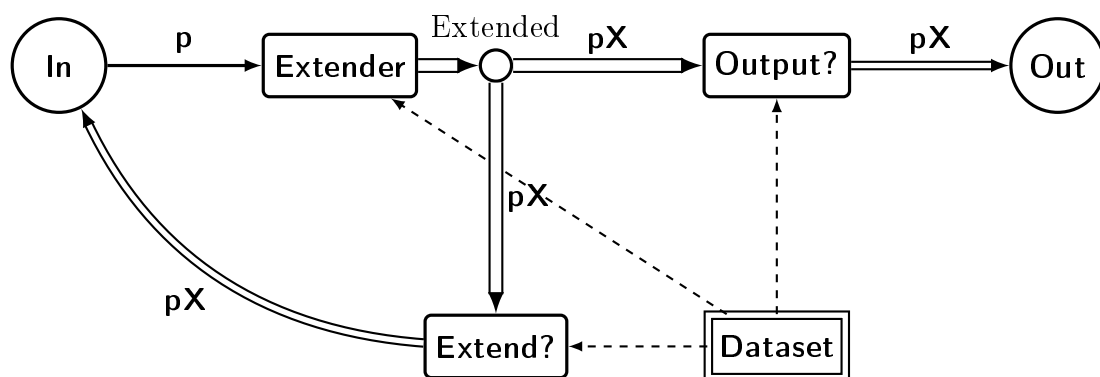 Extended
p
pX
pX
In
Extender
Output?
Out
pX
pX
Extend?
Dataset